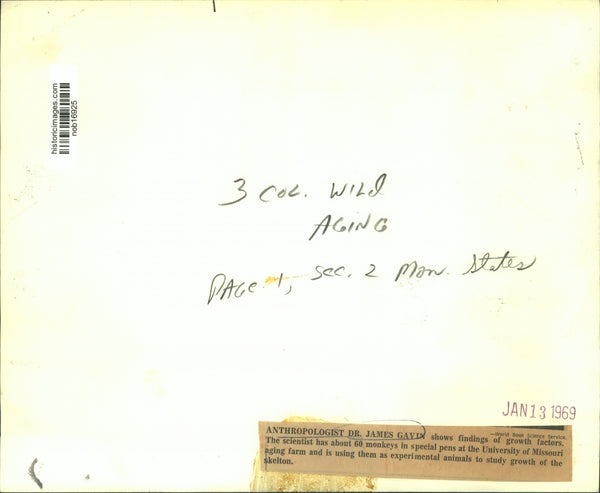 historicimages.com
nob16925
3 COL. WILD
AGING
PAGE 1, SEC. 2 Mon. States
JAN 13 1969
—World Book Science Service.
ANTHROPOLOGIST DR. JAMES GAVIN shows findings of growth factors.
The scientist has about 60 monkeys in special pens at the University of Missouri
aging farm and is using them as experimental animals to study growth of the
skelton.